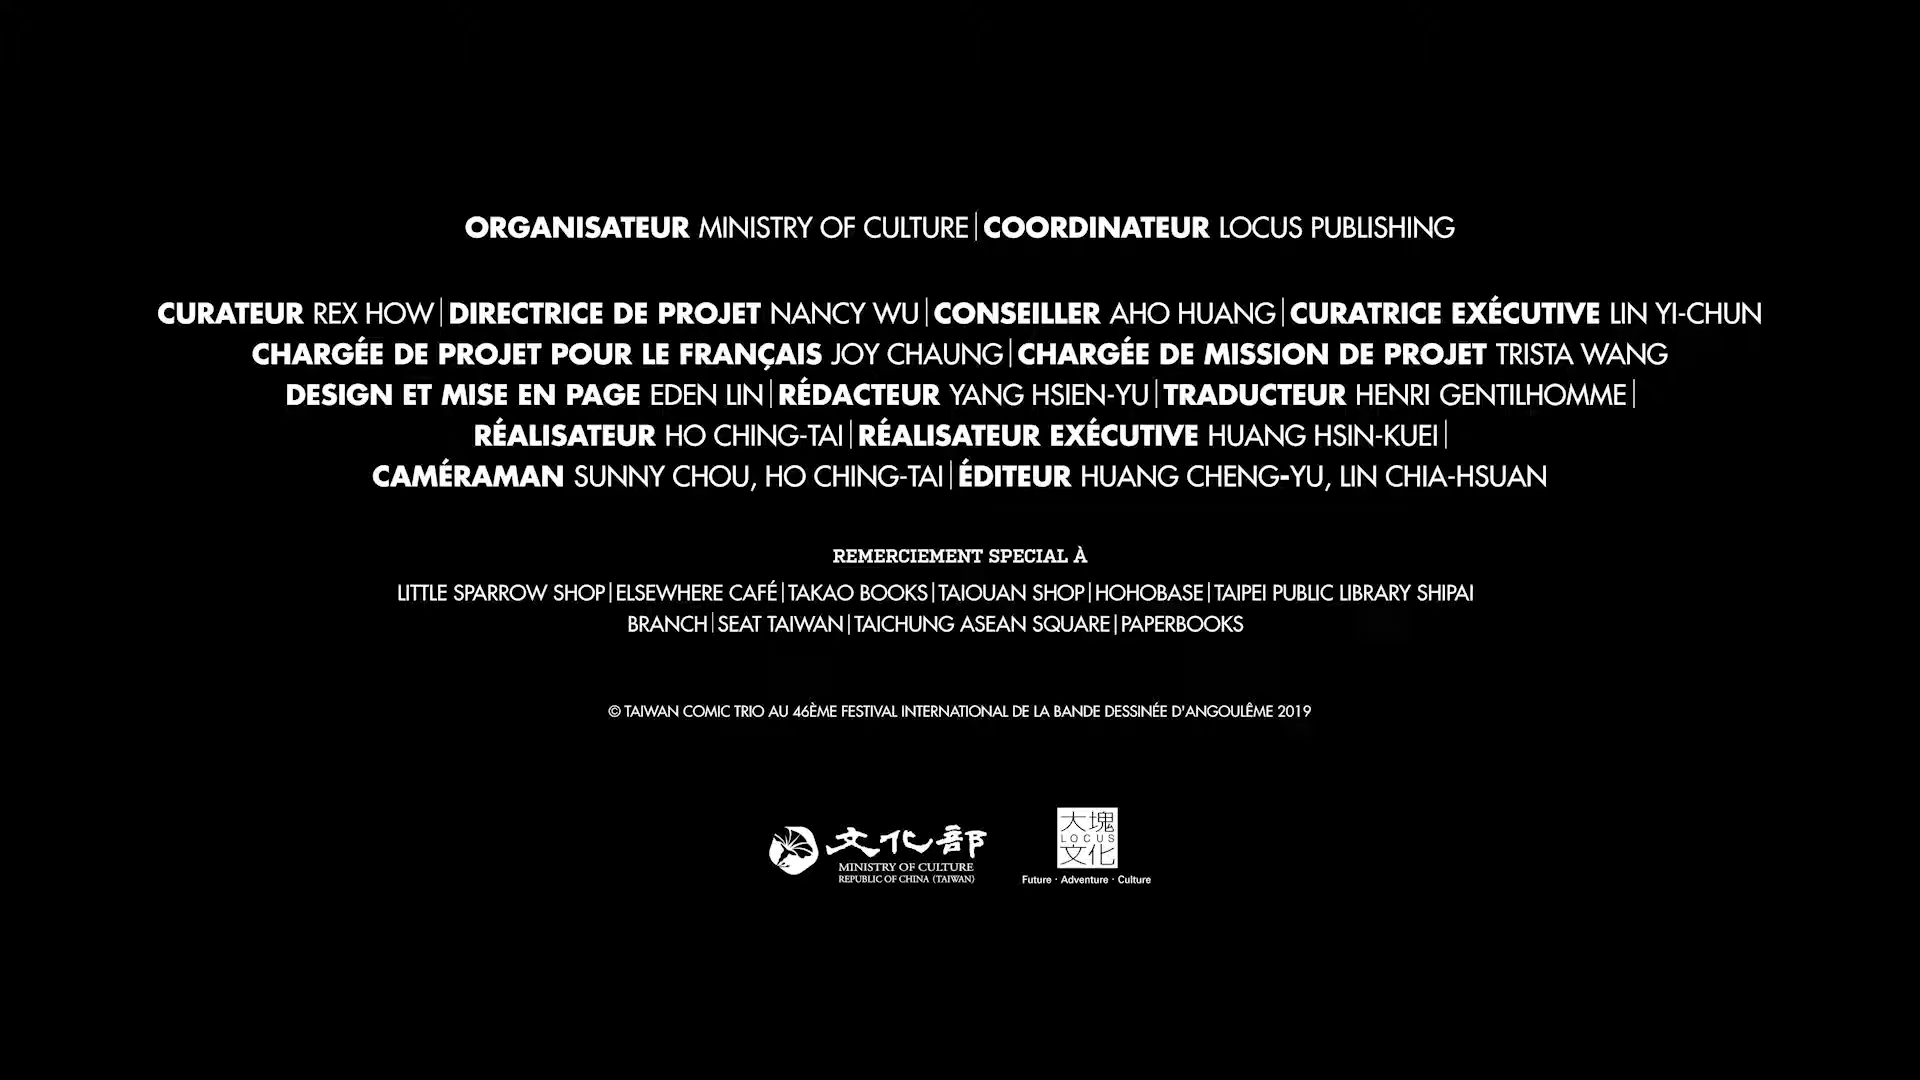 ORGANISATEUR MINISTRY OF CULTURE|COORDINATEUR LOCUS PUBLISHING
CURATEUR REX HOW|DIRECTRICE DE PROJET NANCY WU|CONSEILLER AHO HUANG|CURATRICE EXÉCUTIVE LIN YI-CHUN
CHARGÉE DE PROJET POUR LE FRANÇAIS JOY CHAUNG|CHARGÉE DE MISSION DE PROJET TRISTA WANG
DESIGN ET MISE EN PAGE EDEN LIN|RÉDACTEUR YANG HSIEN-YU|TRADUCTEUR HENRI GENTILHOMME|
RÉALISATEUR HO CHING-TAI|RÉALISATEUR EXÉCUTIVE HUANG HSIN-KUEI|
CAMÉRAMAN SUNNY CHOU, HO CHING-TAI|ÉDITEUR HUANG CHENG-YU, LIN CHIA-HSUAN
REMERCIEMENT SPECIAL À
LITTLE SPARROW SHOP|ELSEWHERE CAFÉ|TAKAO BOOKS|TAIOUAN SHOP|HOHOBASE|TAIPEI PUBLIC LIBRARY SHIPAI
BRANCH|SEAT TAIWAN|TAICHUNG ASEAN SQUARE|PAPERBOOKS
© TAIWAN COMIC TRIO AU 46ÈME FESTIVAL INTERNATIONAL DE LA BANDE DESSINÉE D'ANGOULÊME 2019
文化部
MINISTRY OF CULTURE
REPUBLIC OF CHINA (TAIWAN)
大塊
LOCUS
文化
Future · Adventure · Culture